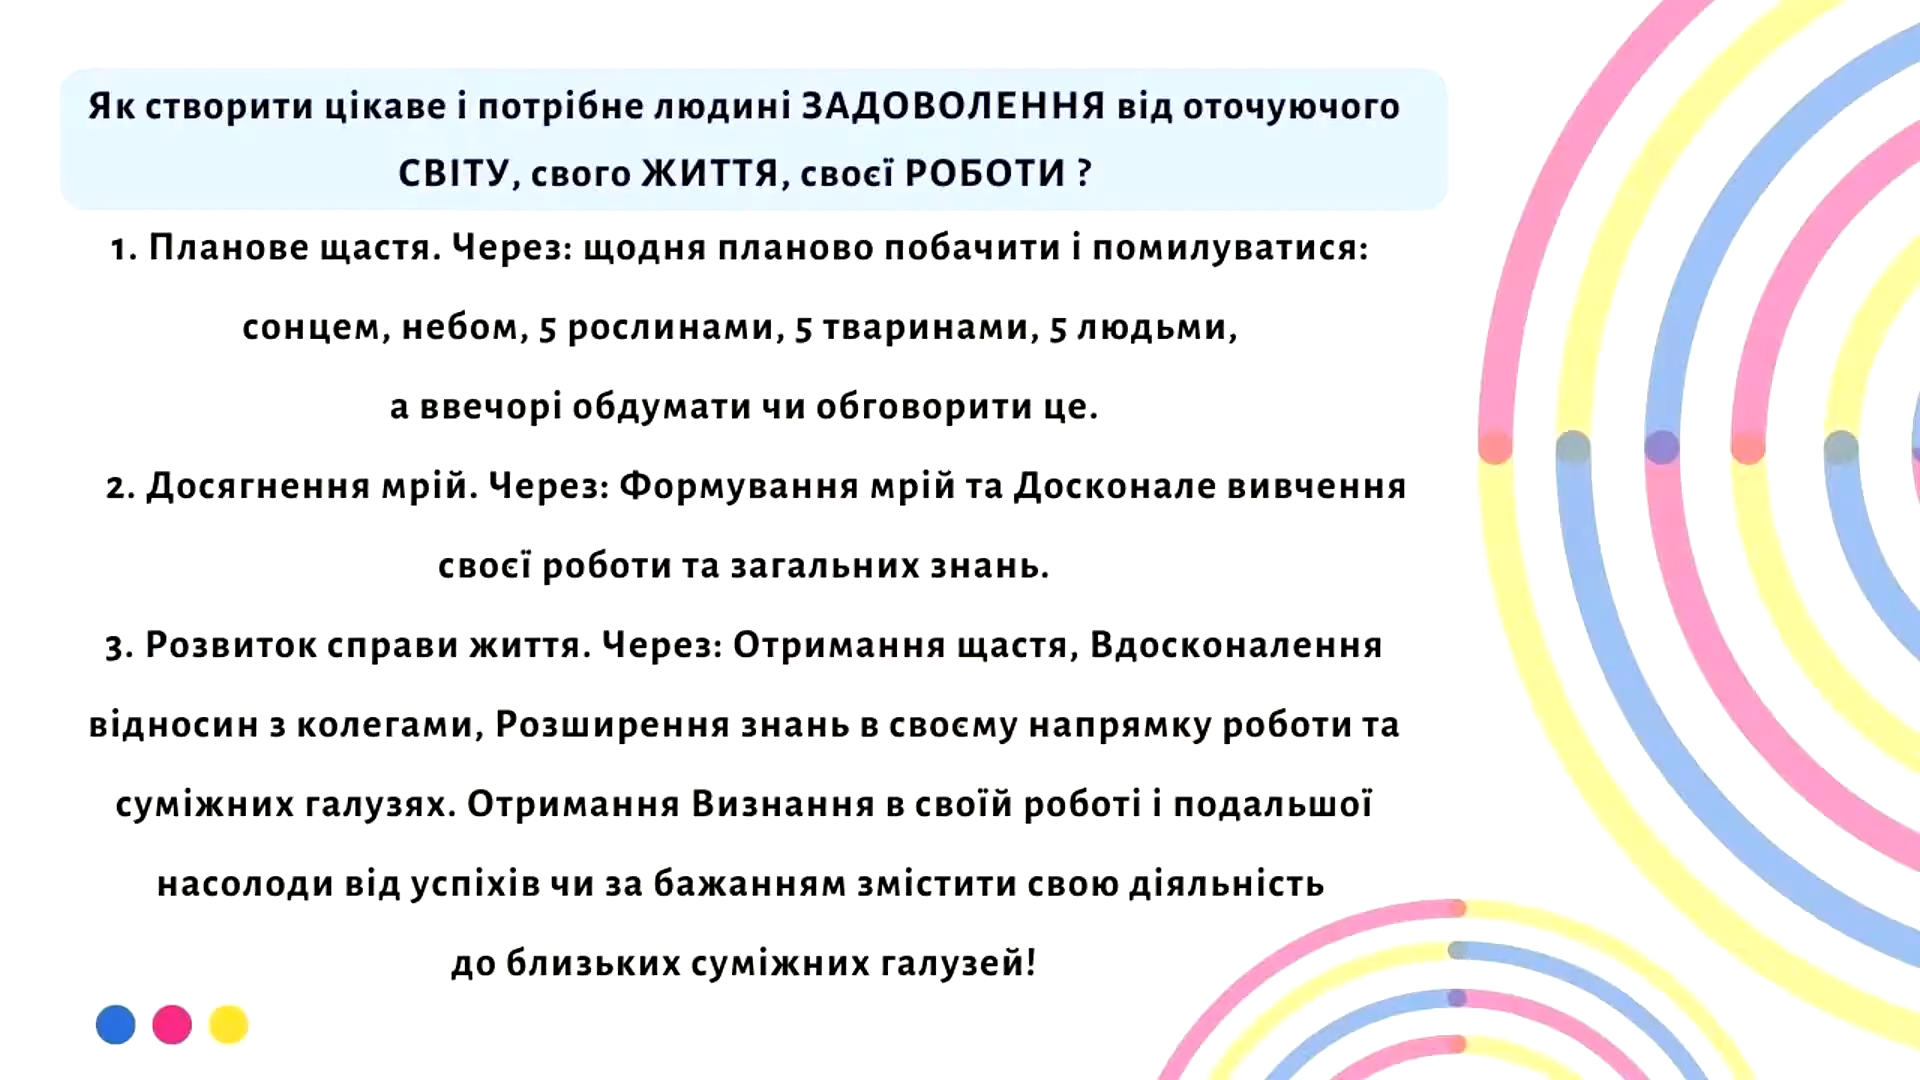 Як створити цікаве і потрібне людині ЗАДОВОЛЕННЯ від оточуючого
СВІТУ, свого ЖИТТЯ, своєї РОБОТИ ?
1. Планове щастя. Через: щодня планово побачити і помилуватися:
сонцем, небом, 5 рослинами, 5 тваринами, 5 людьми,
а ввечорі обдумати чи обговорити це.
2. Досягнення мрій. Через: Формування мрій та Досконале вивчення
своєї роботи та загальних знань.
3. Розвиток справи життя. Через: Отримання щастя, Вдосконалення
відносин з колегами, Розширення знань в своєму напрямку роботи та
суміжних галузях. Отримання Визнання в своїй роботі і подальшої
насолоди від успіхів чи за бажанням змістити свою діяльність
до близьких суміжних галузей!